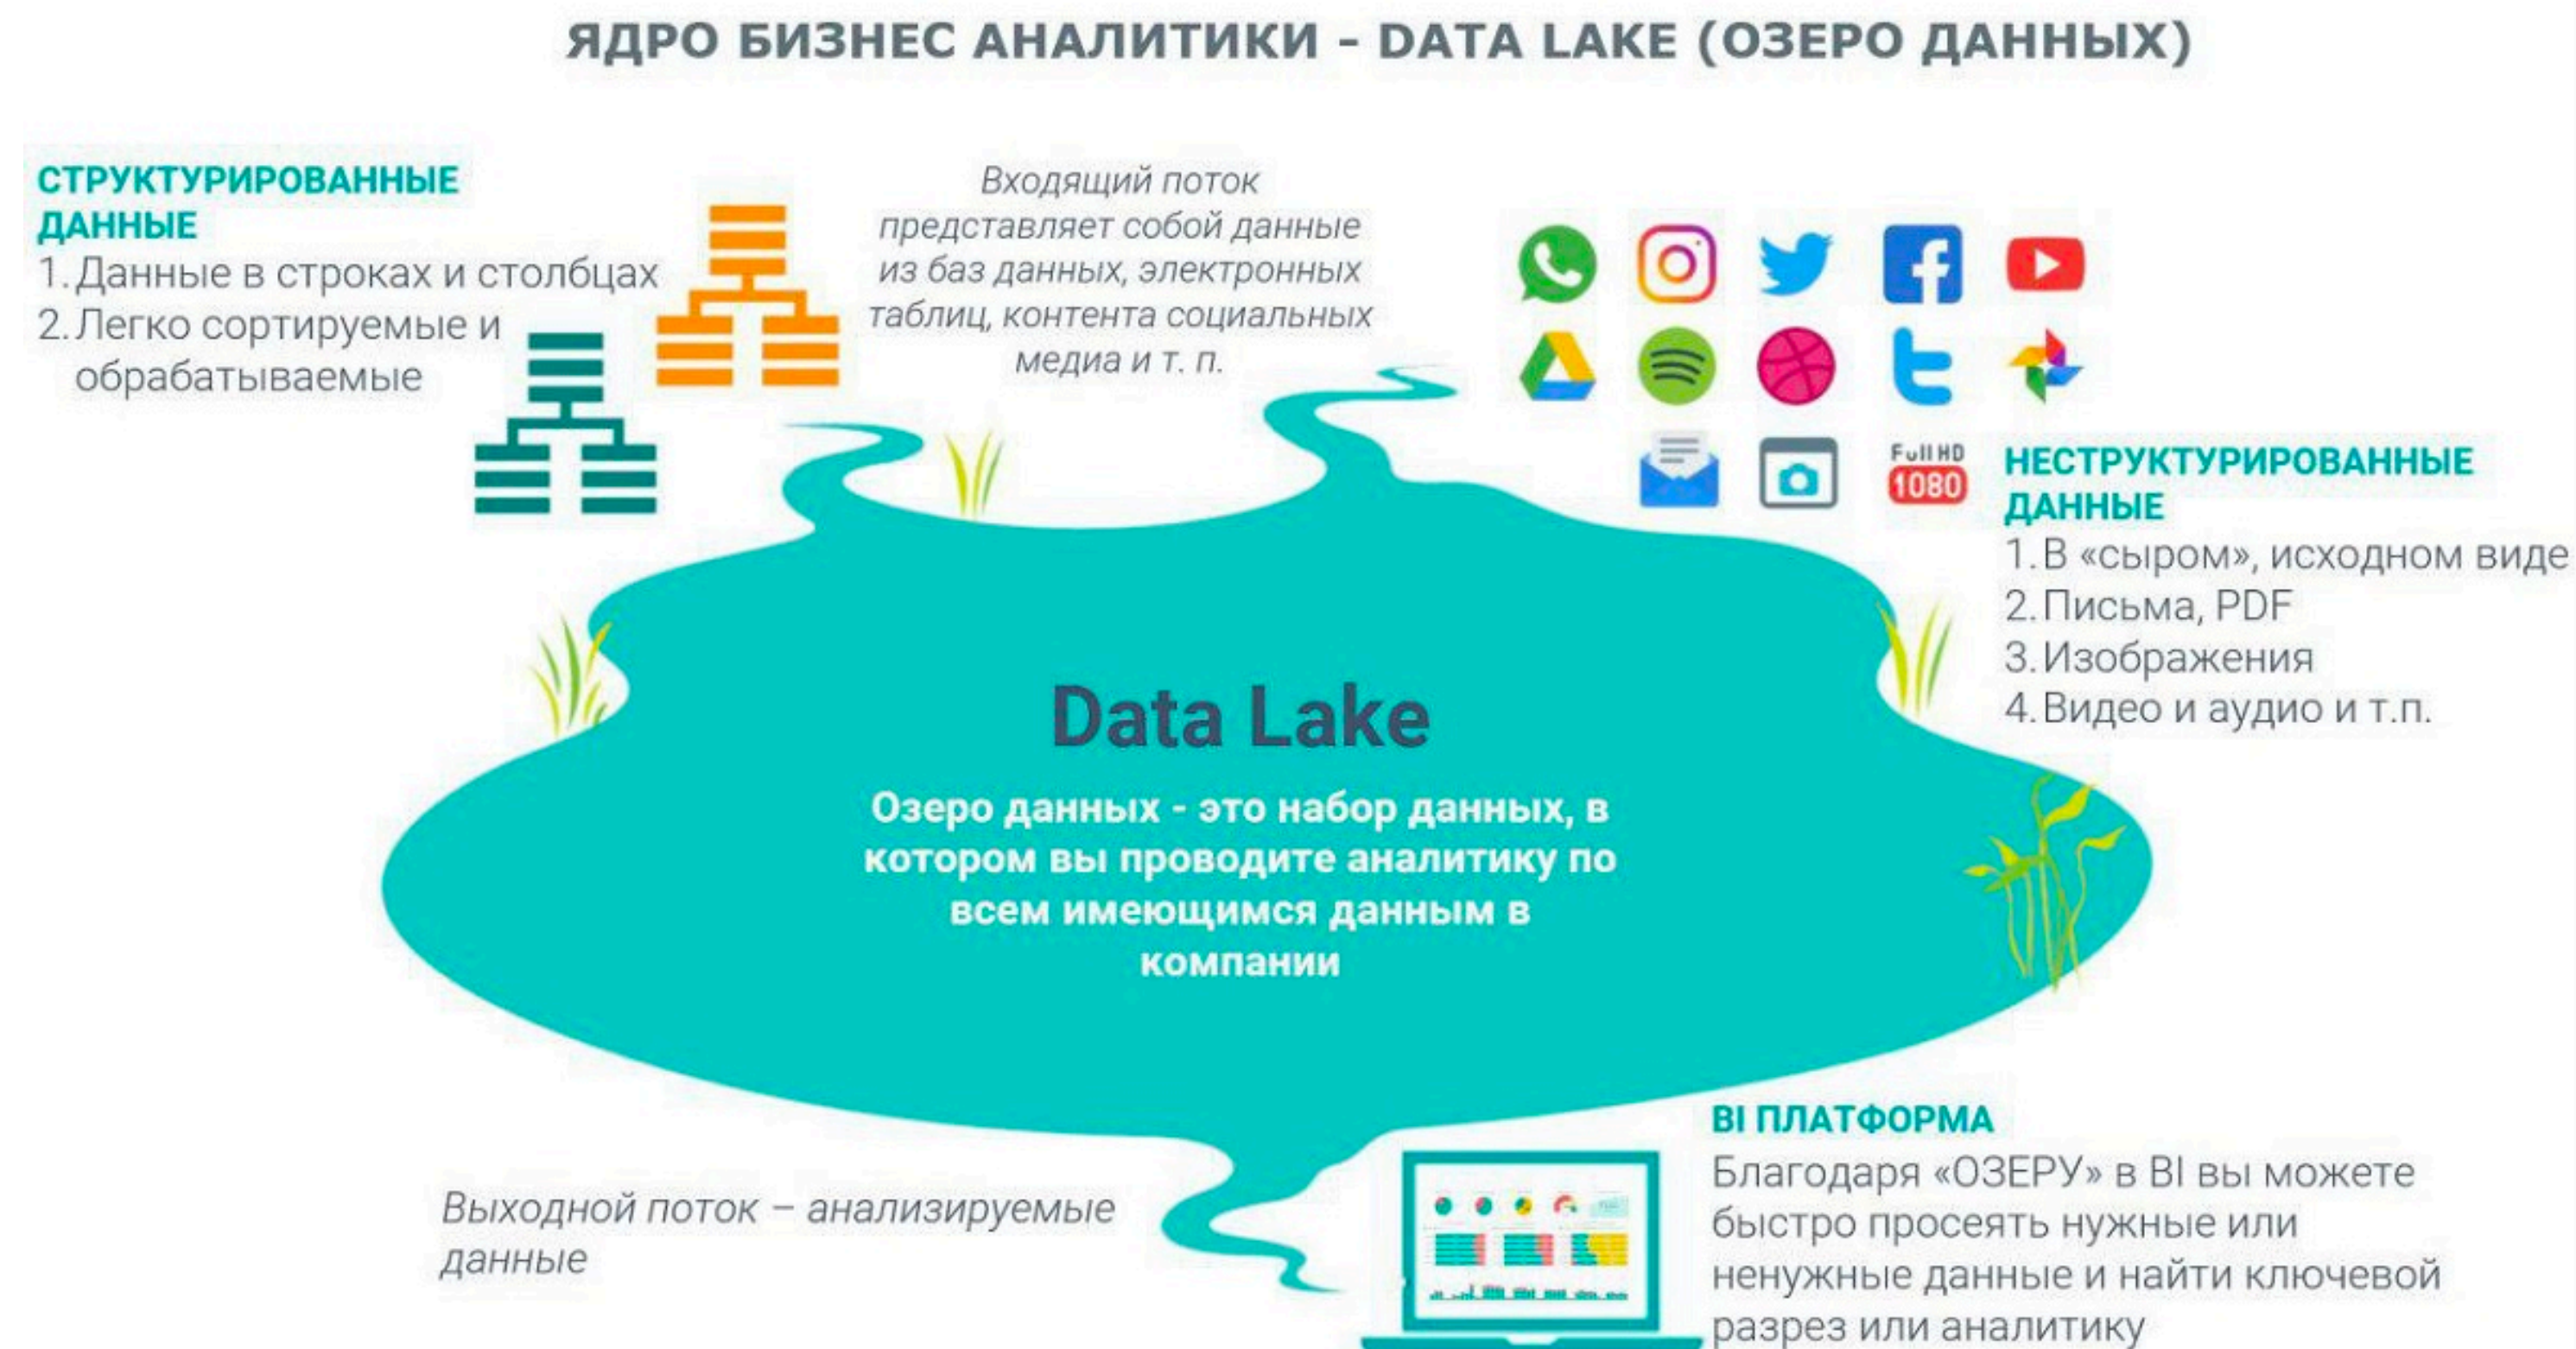 ЯДРО БИЗНЕС АНАЛИТИКИ - DATA LAKE (ОЗЕРО ДАННЫХ)
СТРУКТУРИРОВАННЫЕ
ДАННЫЕ
1. Данные в строках и столбцах
2. Легко сортируемые и
обрабатываемые
Входящий поток
представляет собой данные
из баз данных, электронных
таблиц, контента социальных
медиа и т. п.
Full HD
1080
НЕСТРУКТУРИРОВАННЫЕ
ДАННЫЕ
1. В «сыром», исходном виде
2. Письма, PDF
3. Изображения
4. Видео и аудио и т.п.
Data Lake
Озеро данных - это набор данных, в
котором вы проводите аналитику по
всем имеющимся данным в
компании
Выходной поток – анализируемые
данные
BI ПЛАТФОРМА
Благодаря «ОЗЕРУ» в BI вы можете
быстро просеять нужные или
ненужные данные и найти ключевой
разрез или аналитику